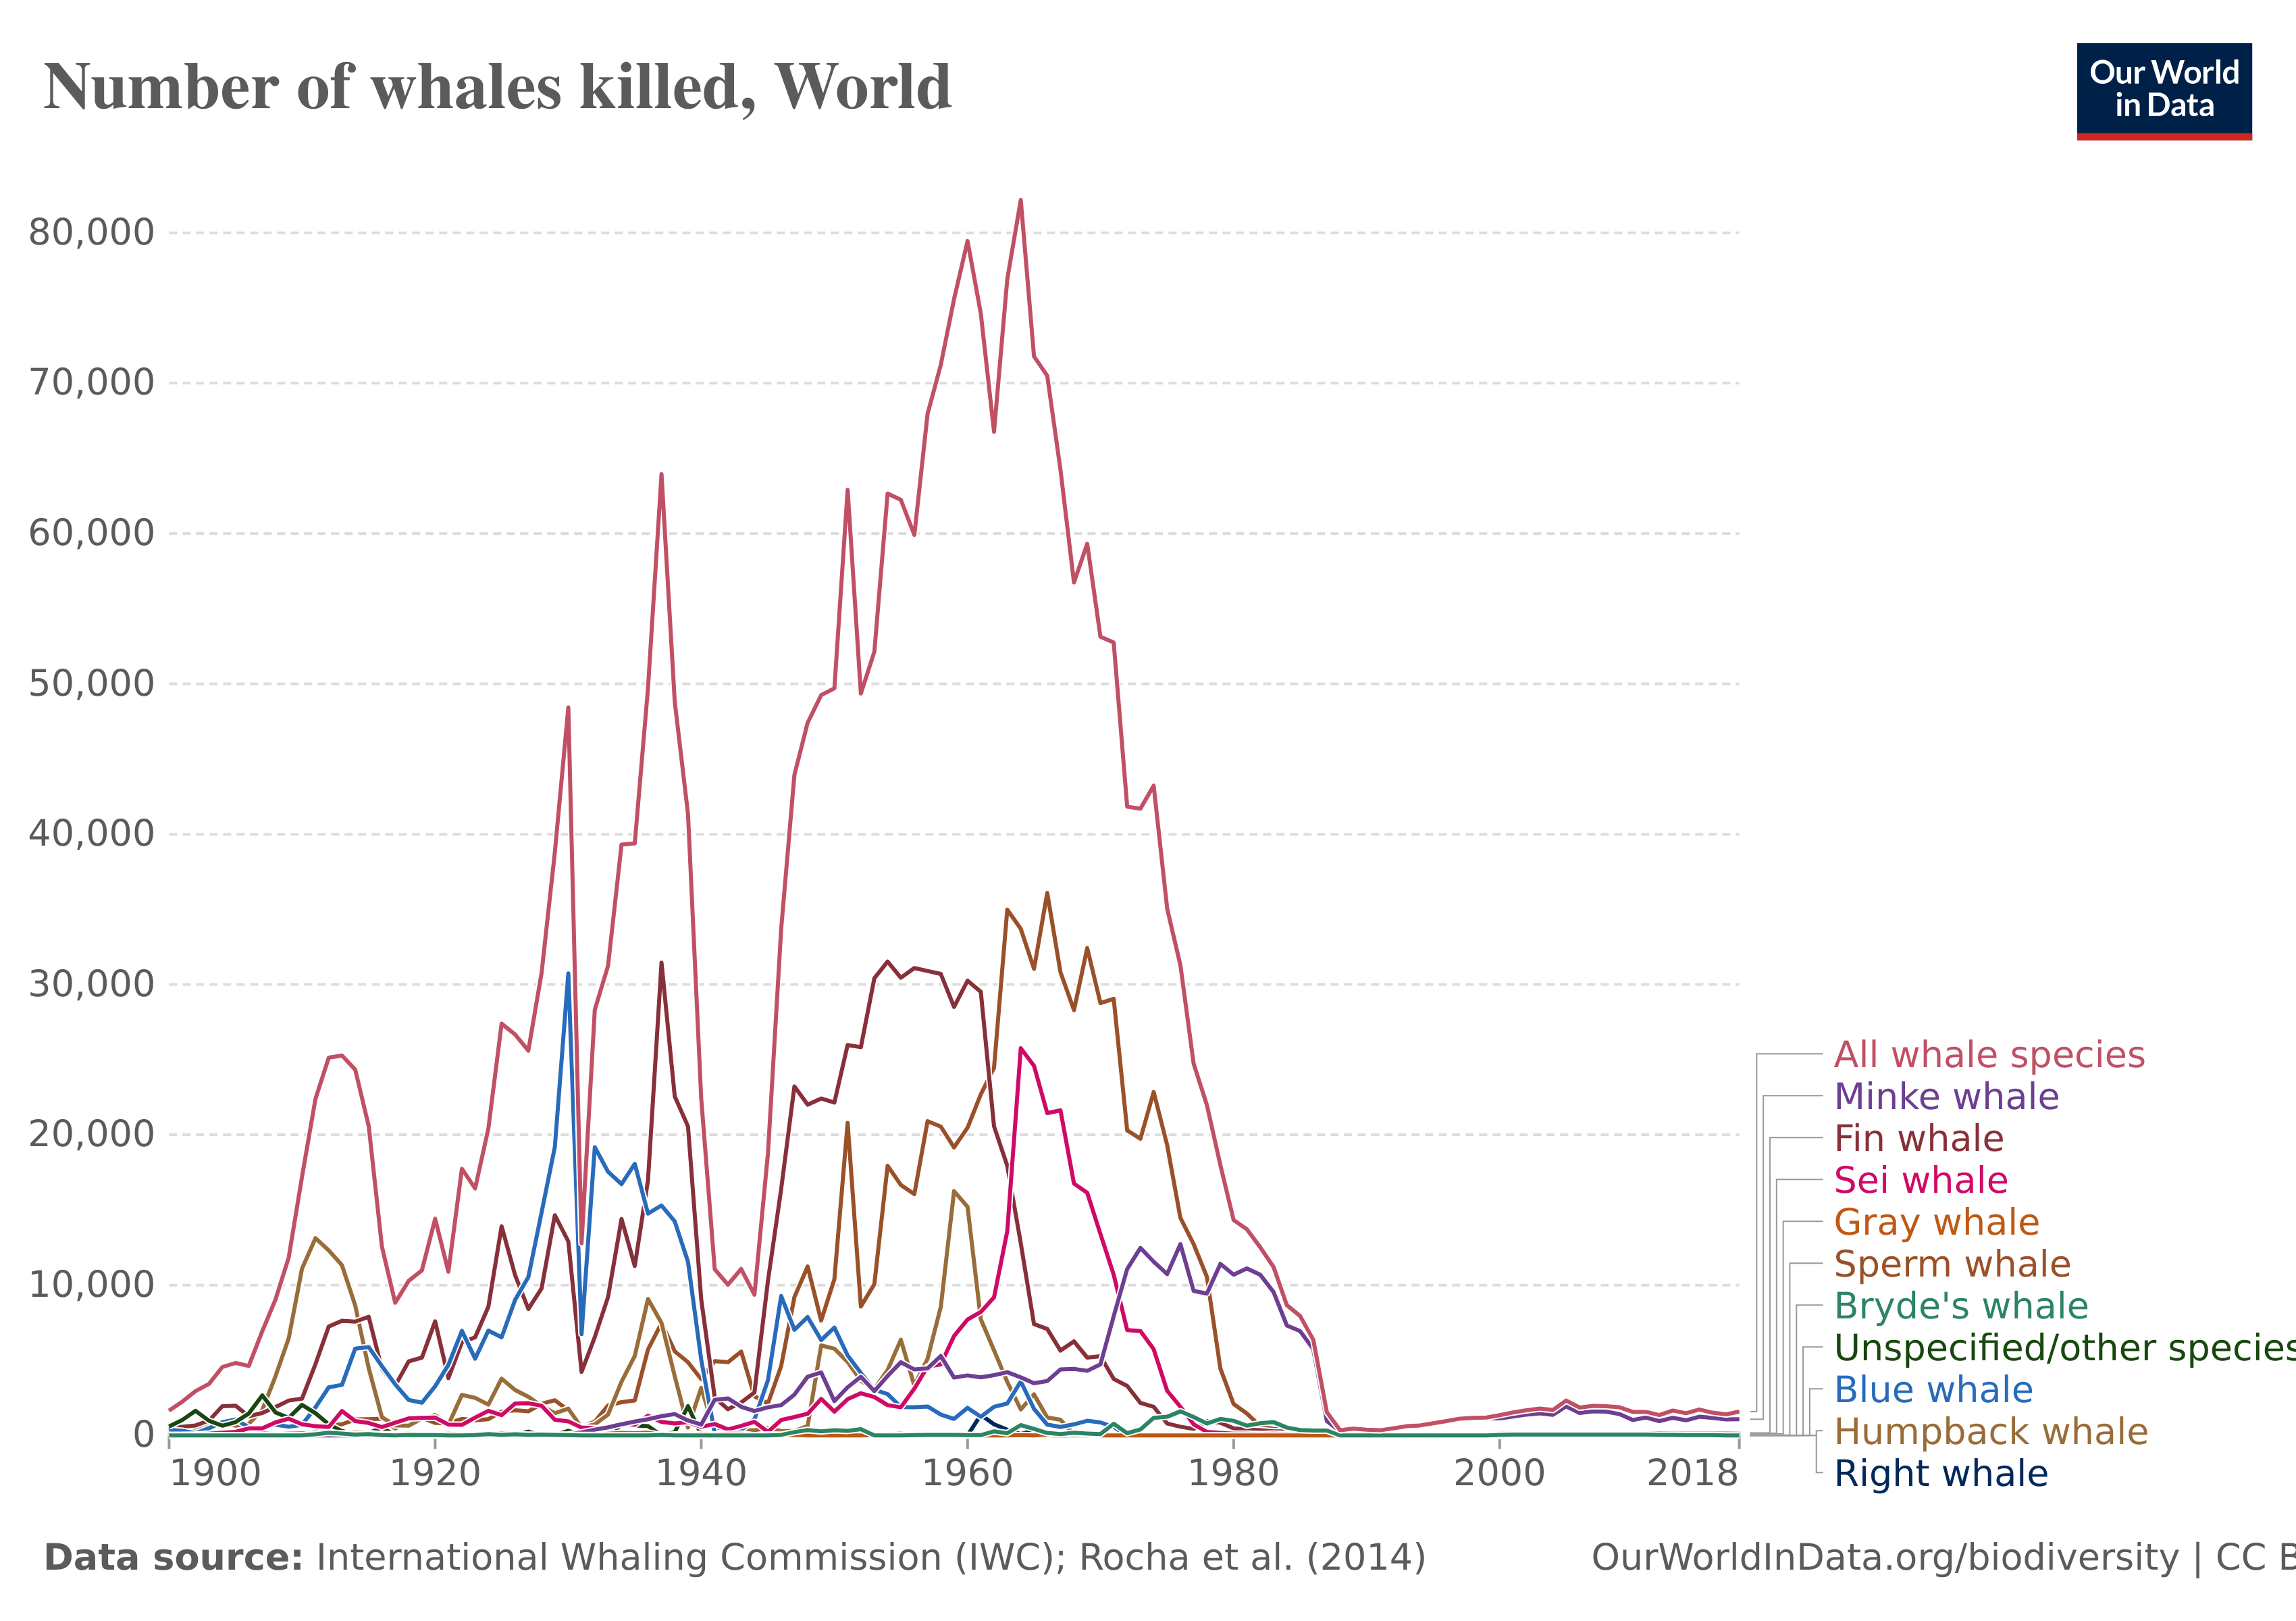 Number of whales killed, World
Our World
in Data
80,000
70,000
60,000
50,000
40,000
30,000
20,000
10,000
0
1900
1920
1940
1960
1980
2000
2018
All whale species
Minke whale
Fin whale
Sei whale
Gray whale
Sperm whale
Bryde's whale
Unspecified/other species
Blue whale
Humpback whale
Right whale
Data source: International Whaling Commission (IWC); Rocha et al. (2014)
OurWorldInData.org/biodiversity | CC B